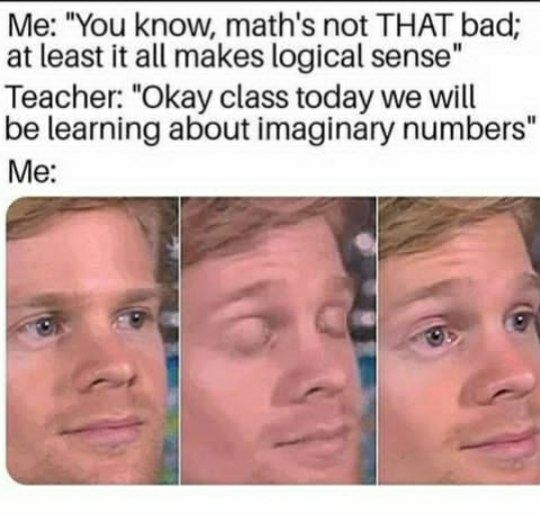 Me: "You know, math's not THAT bad;
at least it all makes logical sense"
Teacher: "Okay class today we will
be learning about imaginary numbers"
Me: